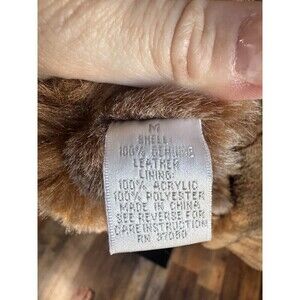 M
SHELL:
100% GENUINE
LEATHER
LINING:
100% ACRYLIC
100% POLYESTER
MADE IN CHINA
SEE REVERSE FOR
CARE INSTRUCTION
RN 37080